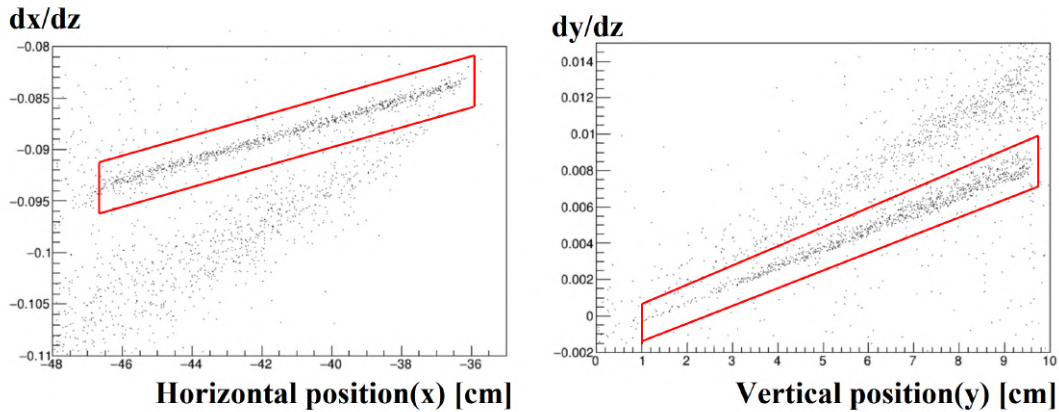 dx/dz
−0.08
−0.085
−0.09
−0.095
−0.1
−0.105
−0.11
−48 −46 −44 −42 −40 −38 −36
Horizontal position(x) [cm]
dy/dz
0.014
0.012
0.01
0.008
0.006
0.004
0.002
0
−0.002
0 1 2 3 4 5 6 7 8 9 10
Vertical position(y) [cm]